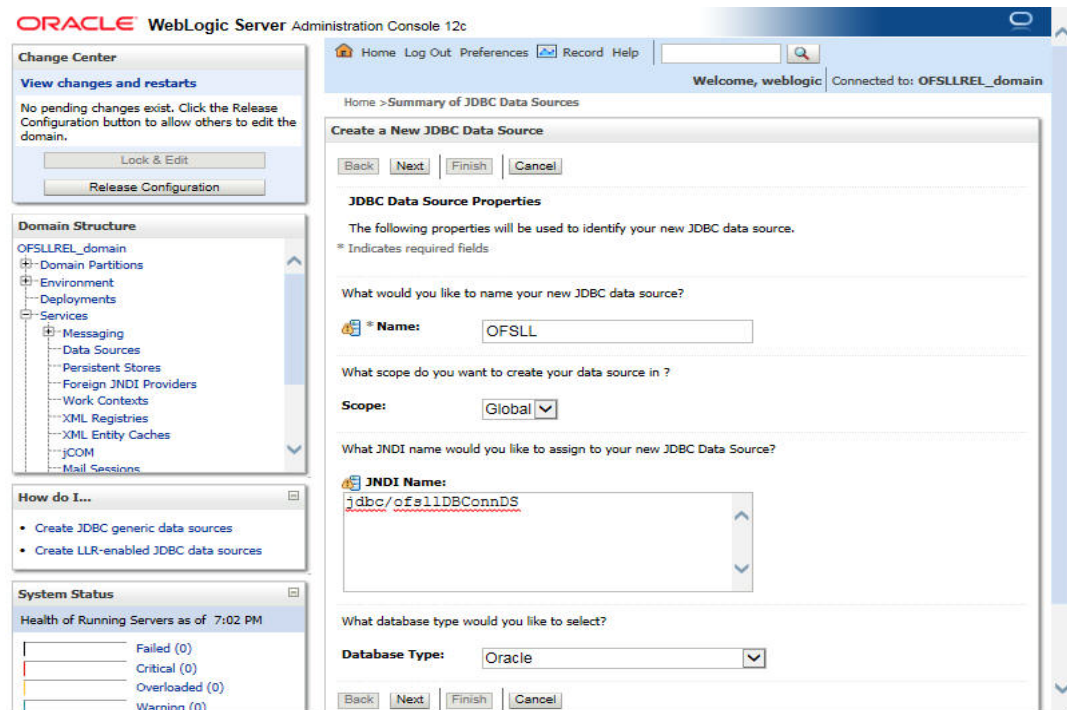 ORACLE WebLogic Server Administration Console 12c
Change Center
View changes and restarts
No pending changes exist. Click the Release
Configuration button to allow others to edit the
domain.
Lock & Edit
Release Configuration
Domain Structure
OFSLLREL_domain
Domain Partitions
Environment
Deployments
Services
Messaging
Data Sources
Persistent Stores
Foreign JNDI Providers
Work Contexts
XML Registries
XML Entity Caches
jCOM
Mail Sessions
How do I...
Create JDBC generic data sources
Create LLR-enabled JDBC data sources
System Status
Health of Running Servers as of 7:02 PM
Failed (0)
Critical (0)
Overloaded (0)
Warning (0)
Home Log Out Preferences Record Help
Welcome, weblogic Connected to: OFSLLREL_domain
Home >Summary of JDBC Data Sources
Create a New JDBC Data Source
Back Next Finish Cancel
JDBC Data Source Properties
The following properties will be used to identify your new JDBC data source.
* Indicates required fields
What would you like to name your new JDBC data source?
* Name: OFSLL
What scope do you want to create your data source in ?
Scope: Global
What JNDI name would you like to assign to your new JDBC Data Source?
JNDI Name:
jdbc/ofsllDBConnDS
What database type would you like to select?
Database Type: Oracle
Back Next Finish Cancel